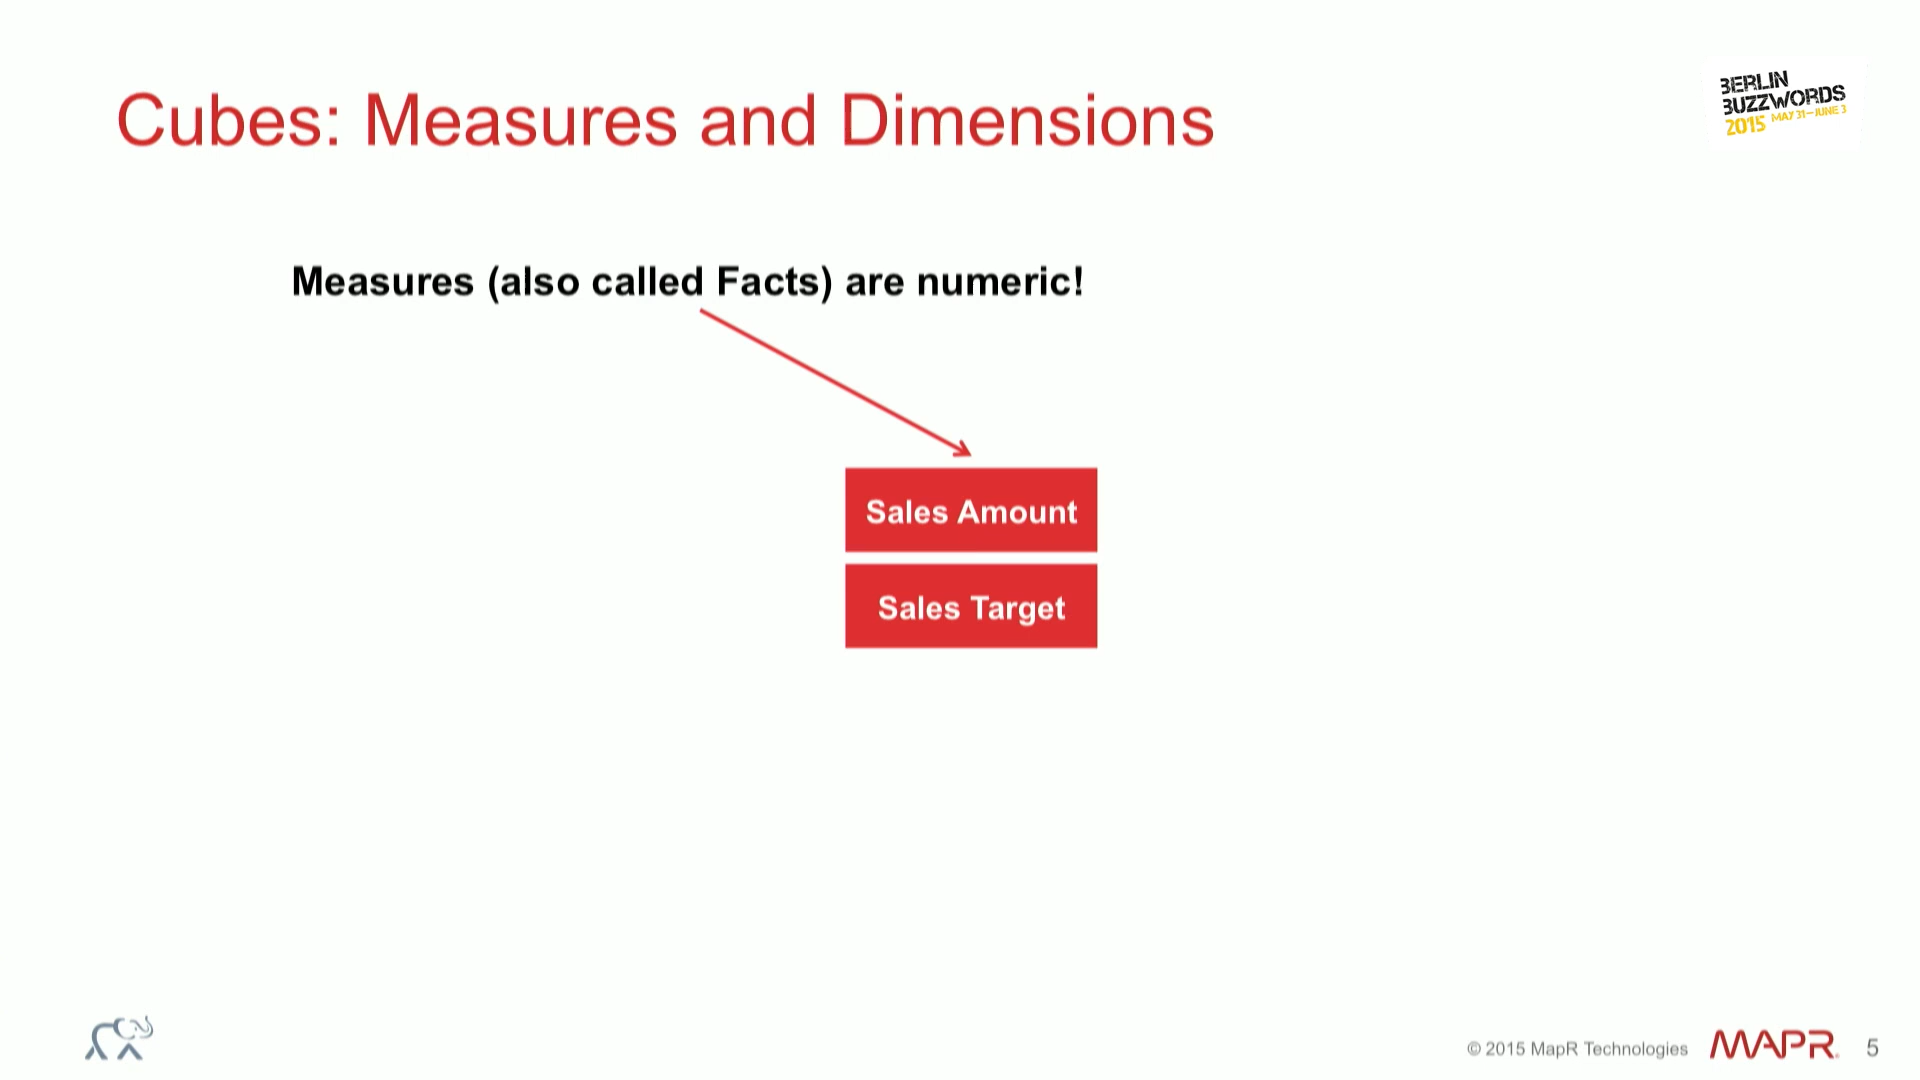 Cubes: Measures and Dimensions
BERLIN
BUZZWORDS
2015 MAY 31–JUNE 3
Measures (also called Facts) are numeric!
Sales Amount
Sales Target
© 2015 MapR Technologies
MAPR
5